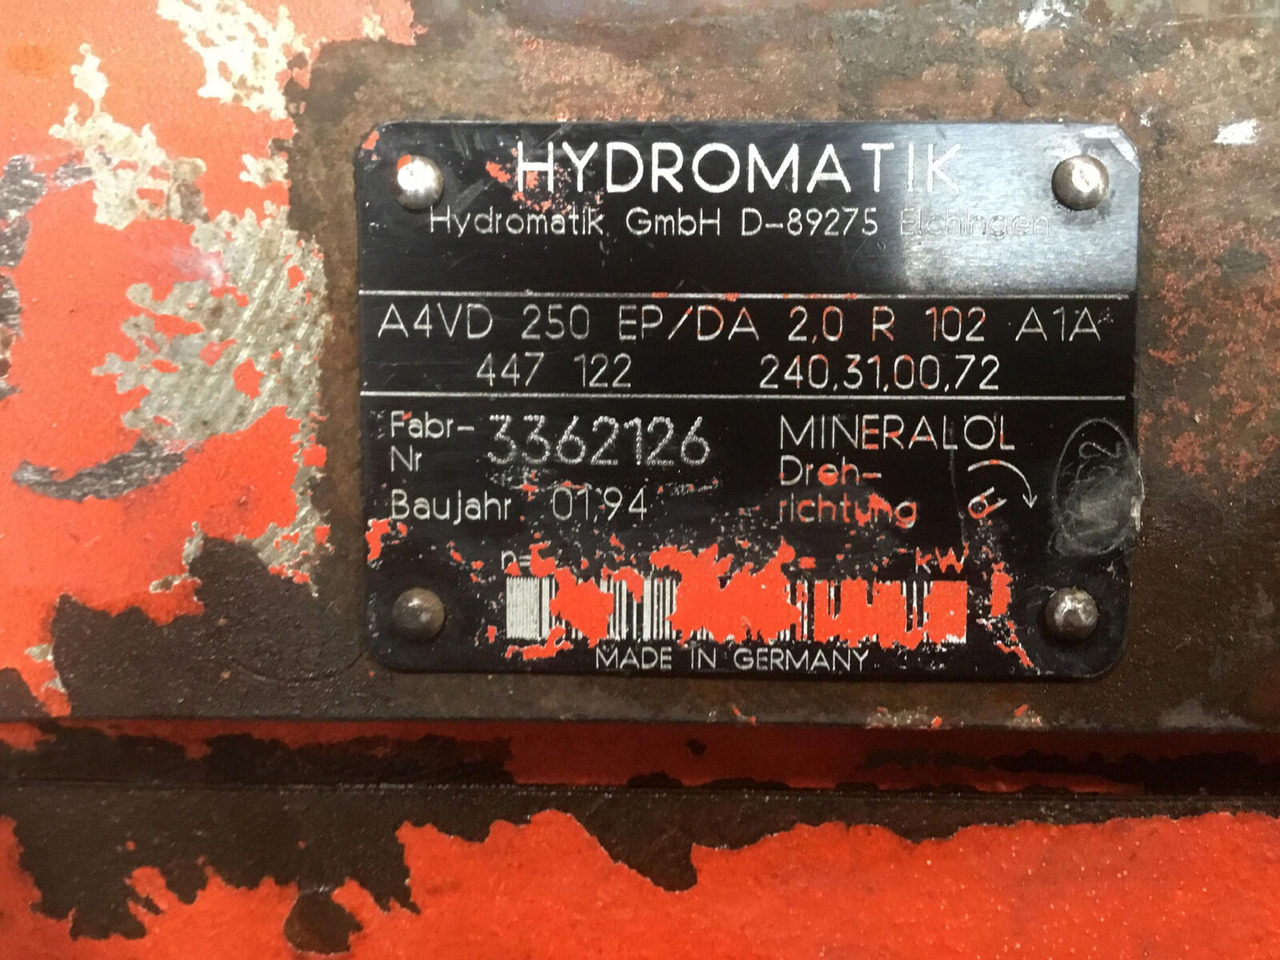 HYDROMATIK
Hydromatik GmbH D-89275 Elchingen
A4VD 250 EP/DA 2,0 R 102 A1A
447 122 240.31.00.72
Fabr-Nr 3362126 MINERALÖL
Baujahr 01.94 Dreh-richtung R
n= = kW
MADE IN GERMANY